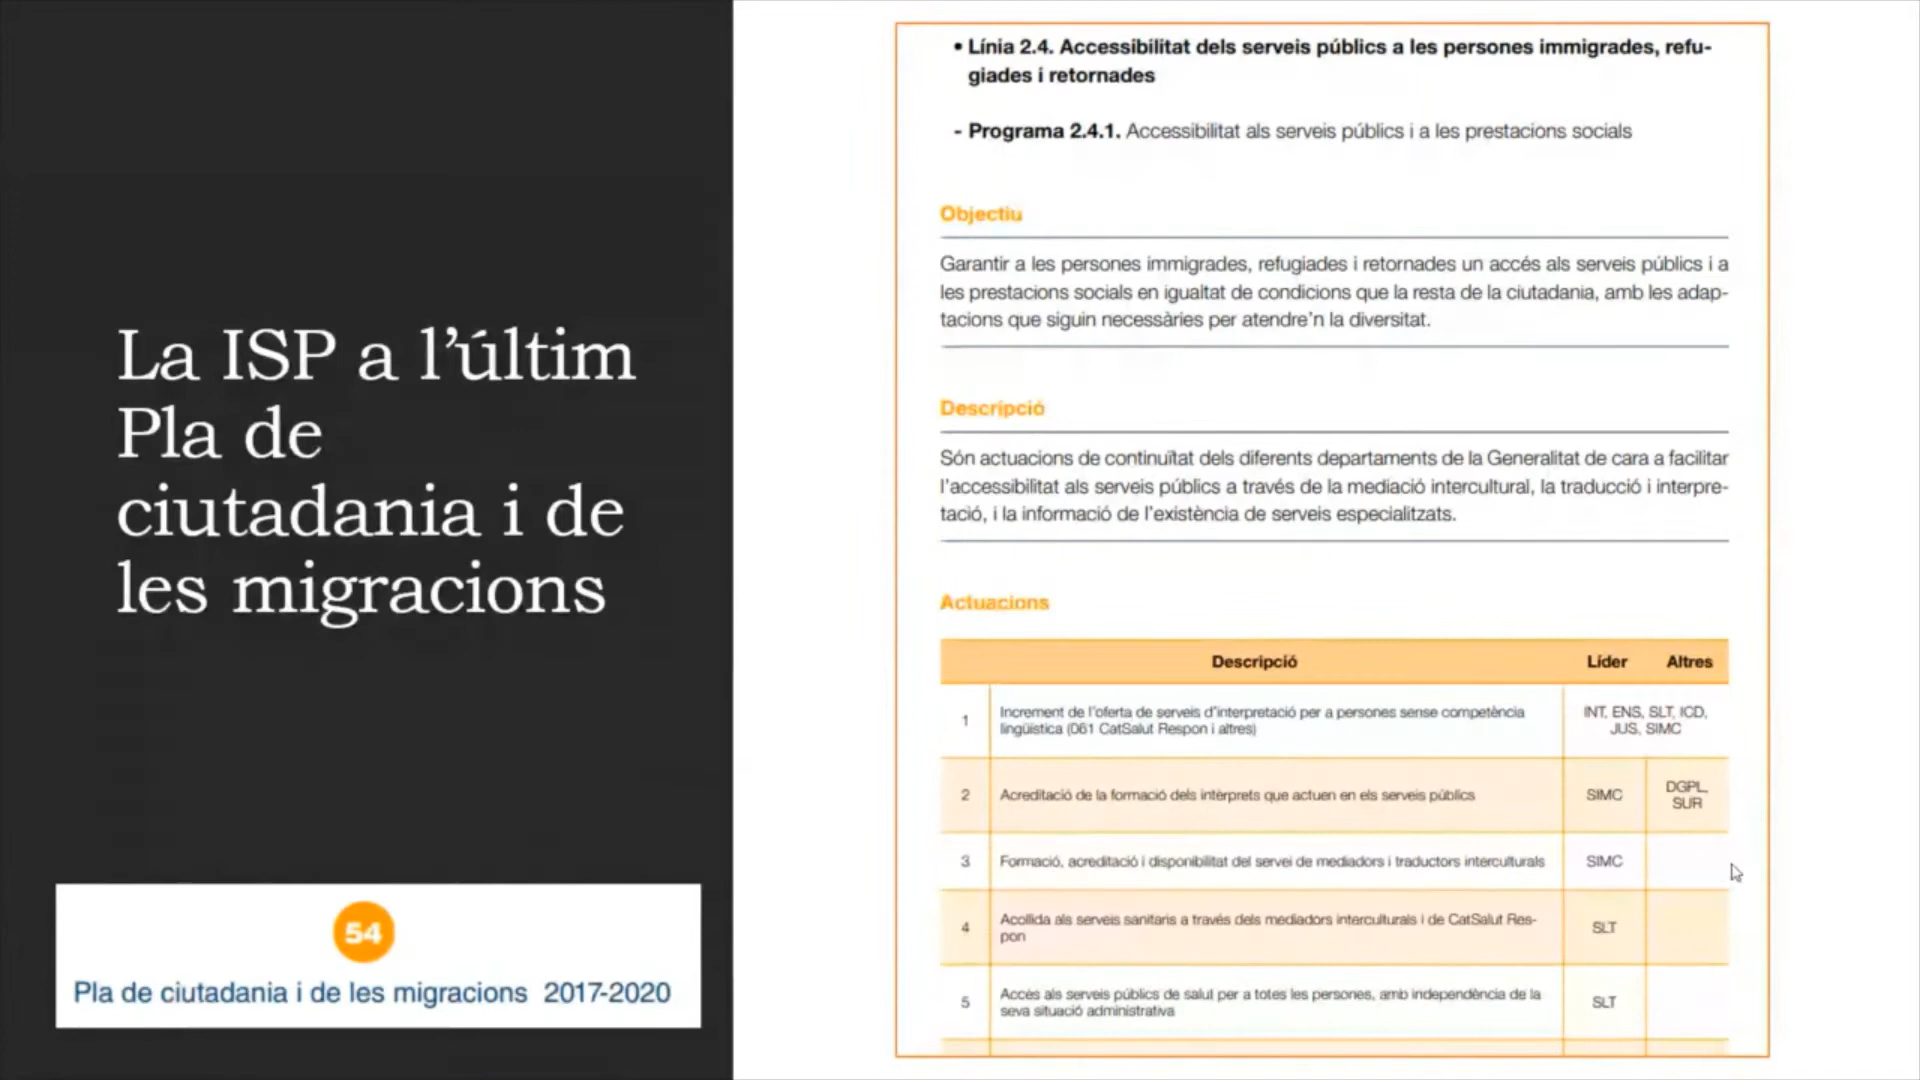 La ISP a l’últim
Pla de
ciutadania i de
les migracions
54
Pla de ciutadania i de les migracions 2017-2020
• Línia 2.4. Accessibilitat dels serveis públics a les persones immigrades, refu-
giades i retornades
- Programa 2.4.1. Accessibilitat als serveis públics i a les prestacions socials
Objectiu
Garantir a les persones immigrades, refugiades i retornades un accés als serveis públics i a
les prestacions socials en igualtat de condicions que la resta de la ciutadania, amb les adap-
tacions que siguin necessàries per atendre’n la diversitat.
Descripció
Són actuacions de continuïtat dels diferents departaments de la Generalitat de cara a facilitar
l’accessibilitat als serveis públics a través de la mediació intercultural, la traducció i interpre-
tació, i la informació de l’existència de serveis especialitzats.
Actuacions
Descripció Líder Altres
1 Increment de l’oferta de serveis d’interpretació per a persones sense competència INT, ENS, SLT, ICD,
lingüística (061 CatSalut Respon i altres) JUS, SIMC
2 Acreditació de la formació dels intèrprets que actuen en els serveis públics SIMC DGPL,
SUR
3 Formació, acreditació i disponibilitat del servei de mediadors i traductors interculturals SIMC
4 Acollida als serveis sanitaris a través dels mediadors interculturals i de CatSalut Res- SLT
pon
5 Accés als serveis públics de salut per a totes les persones, amb independència de la SLT
seva situació administrativa